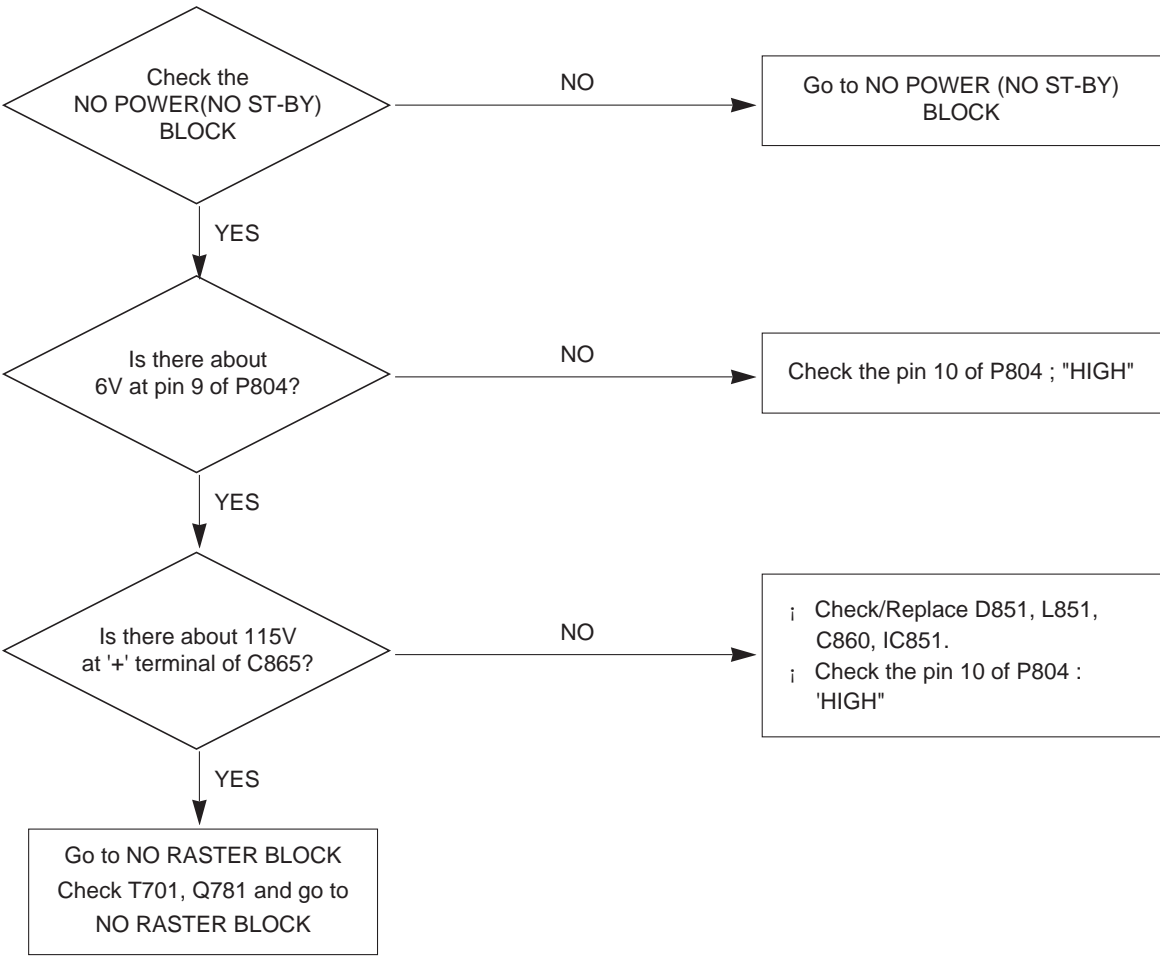 Check the
NO POWER(NO ST-BY)
BLOCK
NO
Go to NO POWER (NO ST-BY)
BLOCK
YES
Is there about
6V at pin 9 of P804?
NO
Check the pin 10 of P804 ; "HIGH"
YES
Is there about 115V
at '+' terminal of C865?
NO
¡ Check/Replace D851, L851,
C860, IC851.
¡ Check the pin 10 of P804 :
'HIGH"
YES
Go to NO RASTER BLOCK
Check T701, Q781 and go to
NO RASTER BLOCK